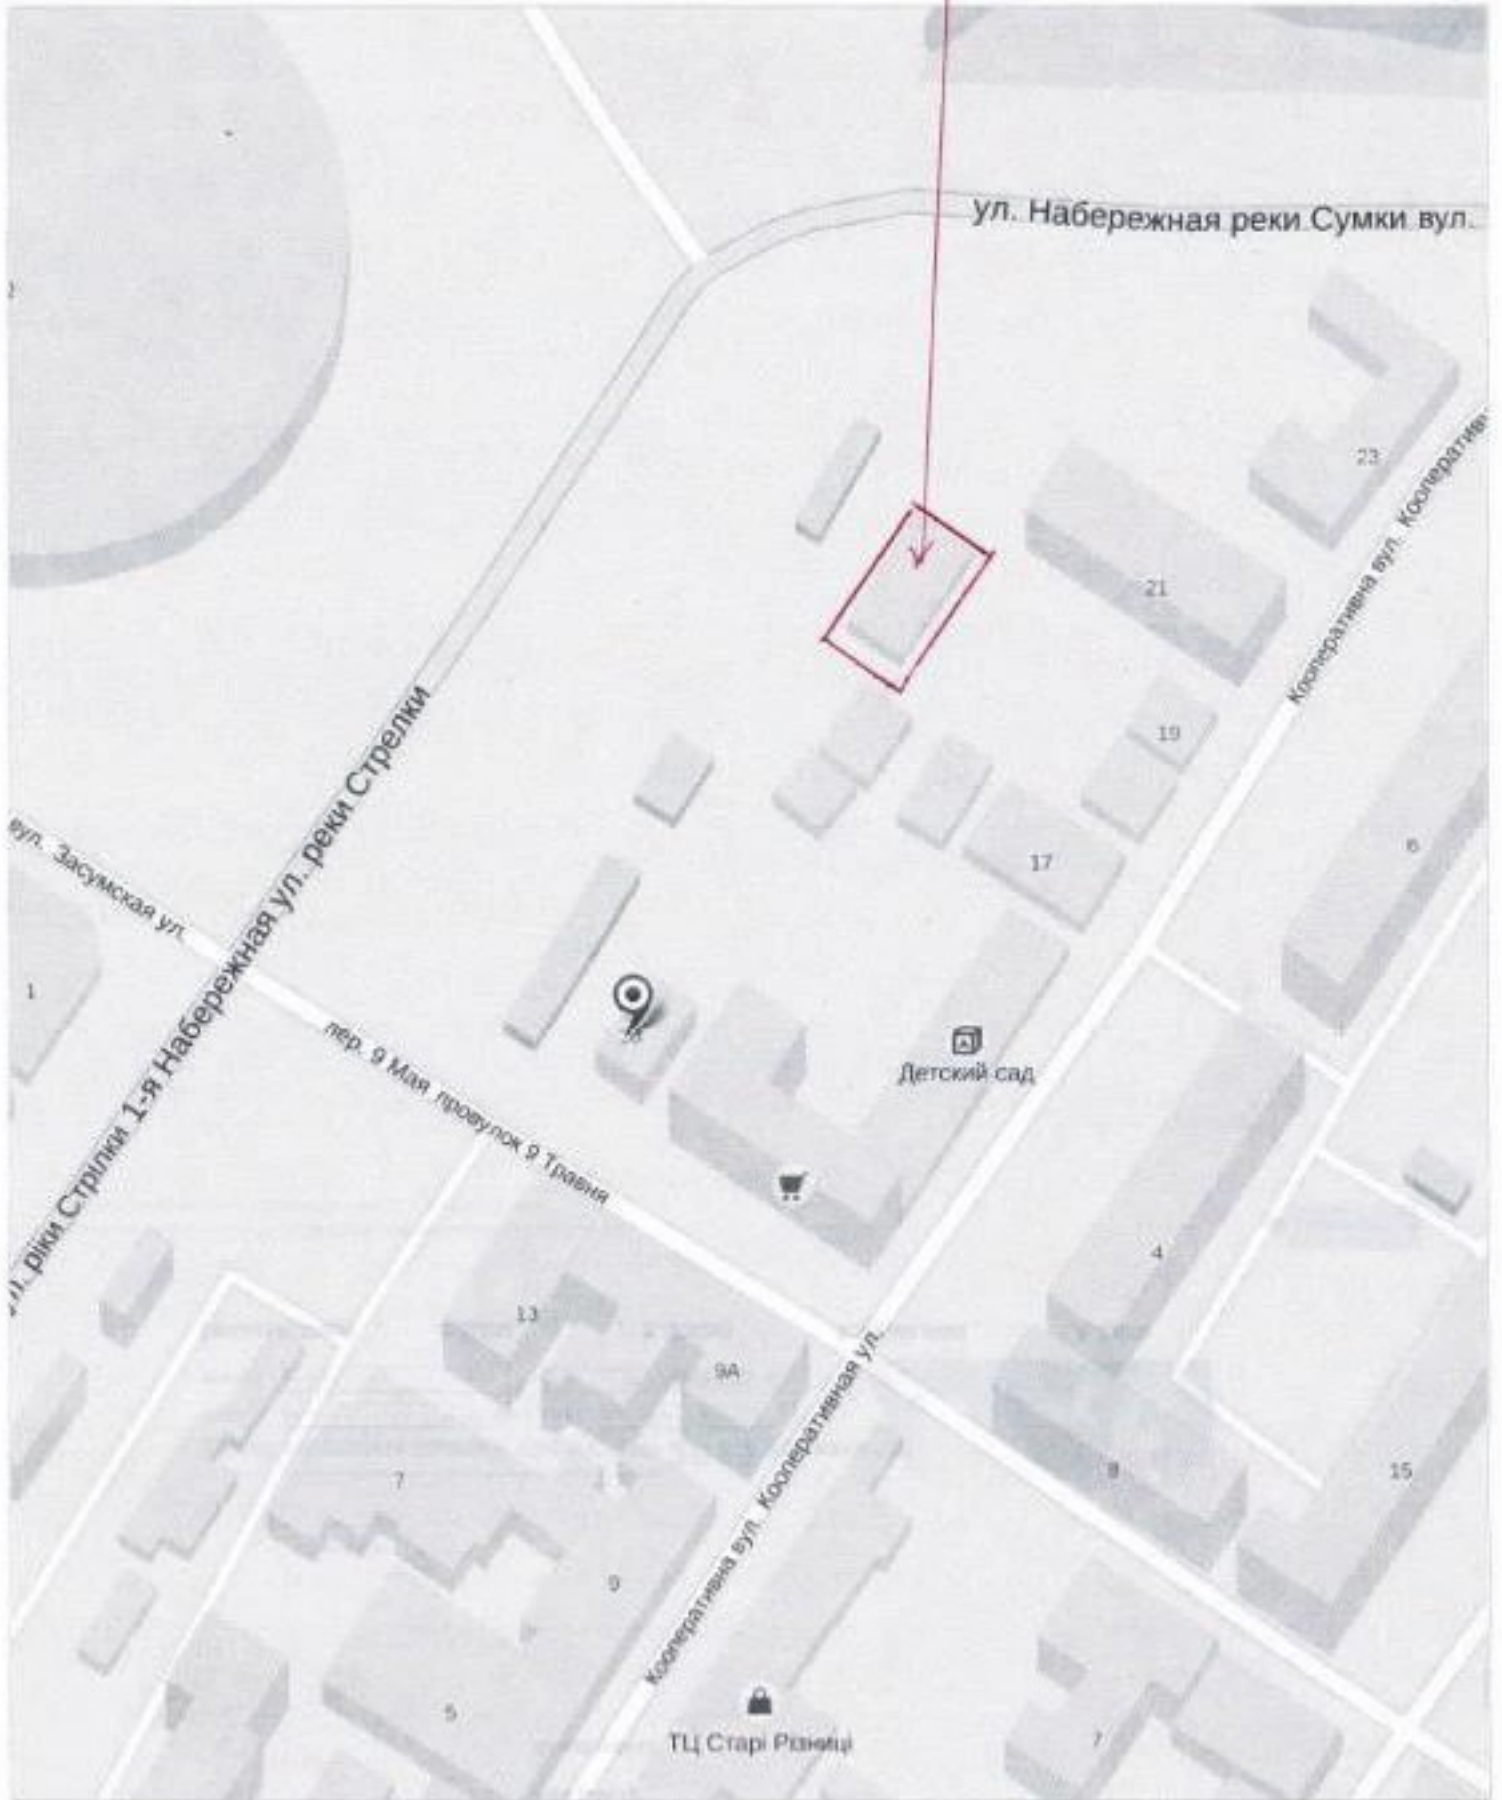 ул. Набережная реки Сумки вул.
23
Кооперативна вул. Кооперативн
21
19
17
6
ул. ріки Стрілки 1-я Набережная ул. реки Стрелки
вул. Засумская ул.
1
пер. 9 Мая провулок 9 Травня
Детский сад
4
13
9А
Кооперативна вул. Кооперативная ул.
7
8
15
9
5
ТЦ Старі Різниці
7